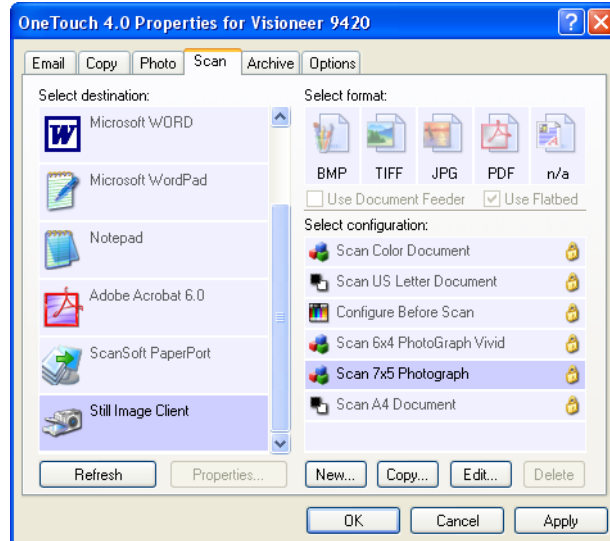 OneTouch 4.0 Properties for Visioneer 9420
Email Copy Photo Scan Archive Options
Select destination:
Microsoft WORD
Microsoft WordPad
Notepad
Adobe Acrobat 6.0
ScanSoft PaperPort
Still Image Client
Refresh Properties...
Select format:
BMP TIFF JPG PDF n/a
Use Document Feeder Use Flatbed
Select configuration:
Scan Color Document
Scan US Letter Document
Configure Before Scan
Scan 6x4 PhotoGraph Vivid
Scan 7x5 Photograph
Scan A4 Document
New... Copy... Edit... Delete
OK Cancel Apply